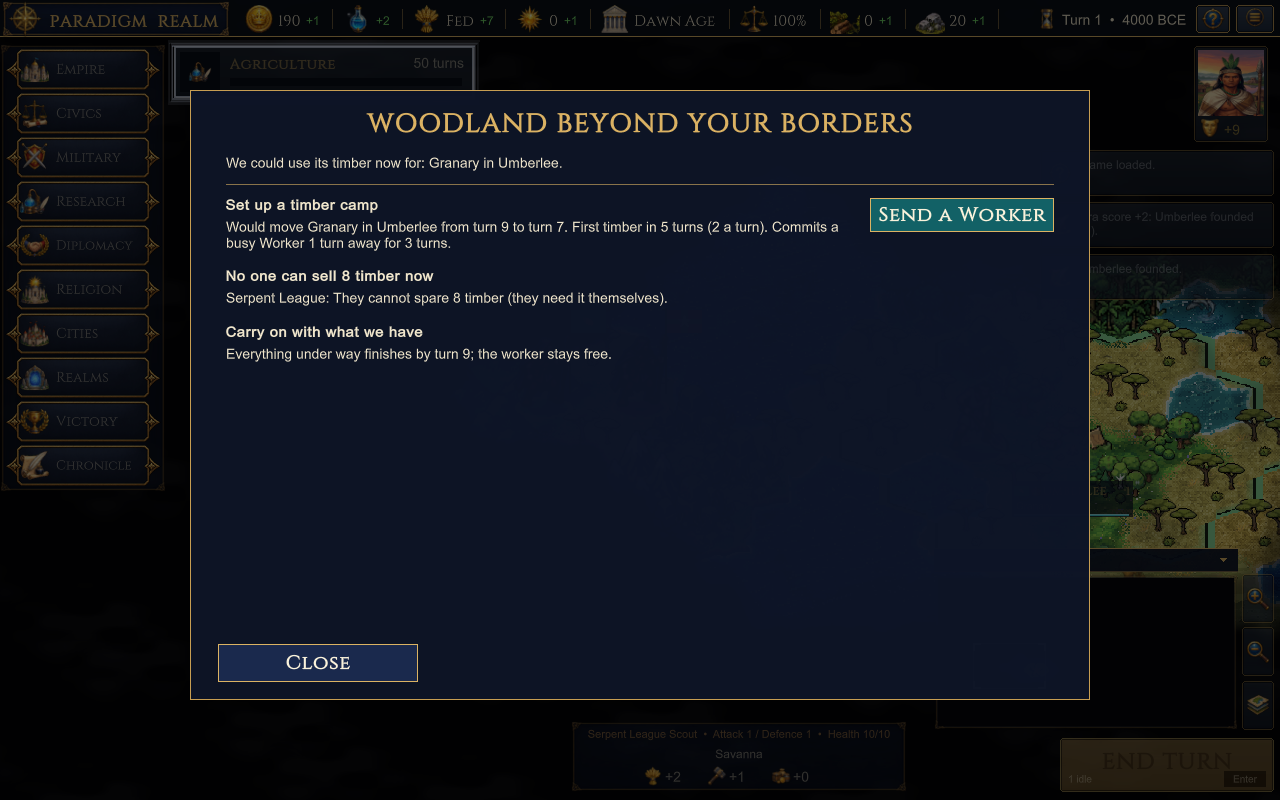 PARADIGM REALM
190 +1
+2
FED +7
0 +1
DAWN AGE
100%
0 +1
20 +1
Turn 1 • 4000 BCE
EMPIRE
CIVICS
MILITARY
RESEARCH
DIPLOMACY
RELIGION
CITIES
REALMS
VICTORY
CHRONICLE
AGRICULTURE
50 turns
+9
WOODLAND BEYOND YOUR BORDERS
We could use its timber now for: Granary in Umberlee.
Set up a timber camp
SEND A WORKER
Would move Granary in Umberlee from turn 9 to turn 7. First timber in 5 turns (2 a turn). Commits a
busy Worker 1 turn away for 3 turns.
No one can sell 8 timber now
Serpent League: They cannot spare 8 timber (they need it themselves).
Carry on with what we have
Everything under way finishes by turn 9; the worker stays free.
CLOSE
loaded.
score +2: Umberlee founded
founded.
Serpent League Scout • Attack 1 / Defence 1 • Health 10/10
Savanna
+2
+1
+0
END TURN
1 idle
Enter